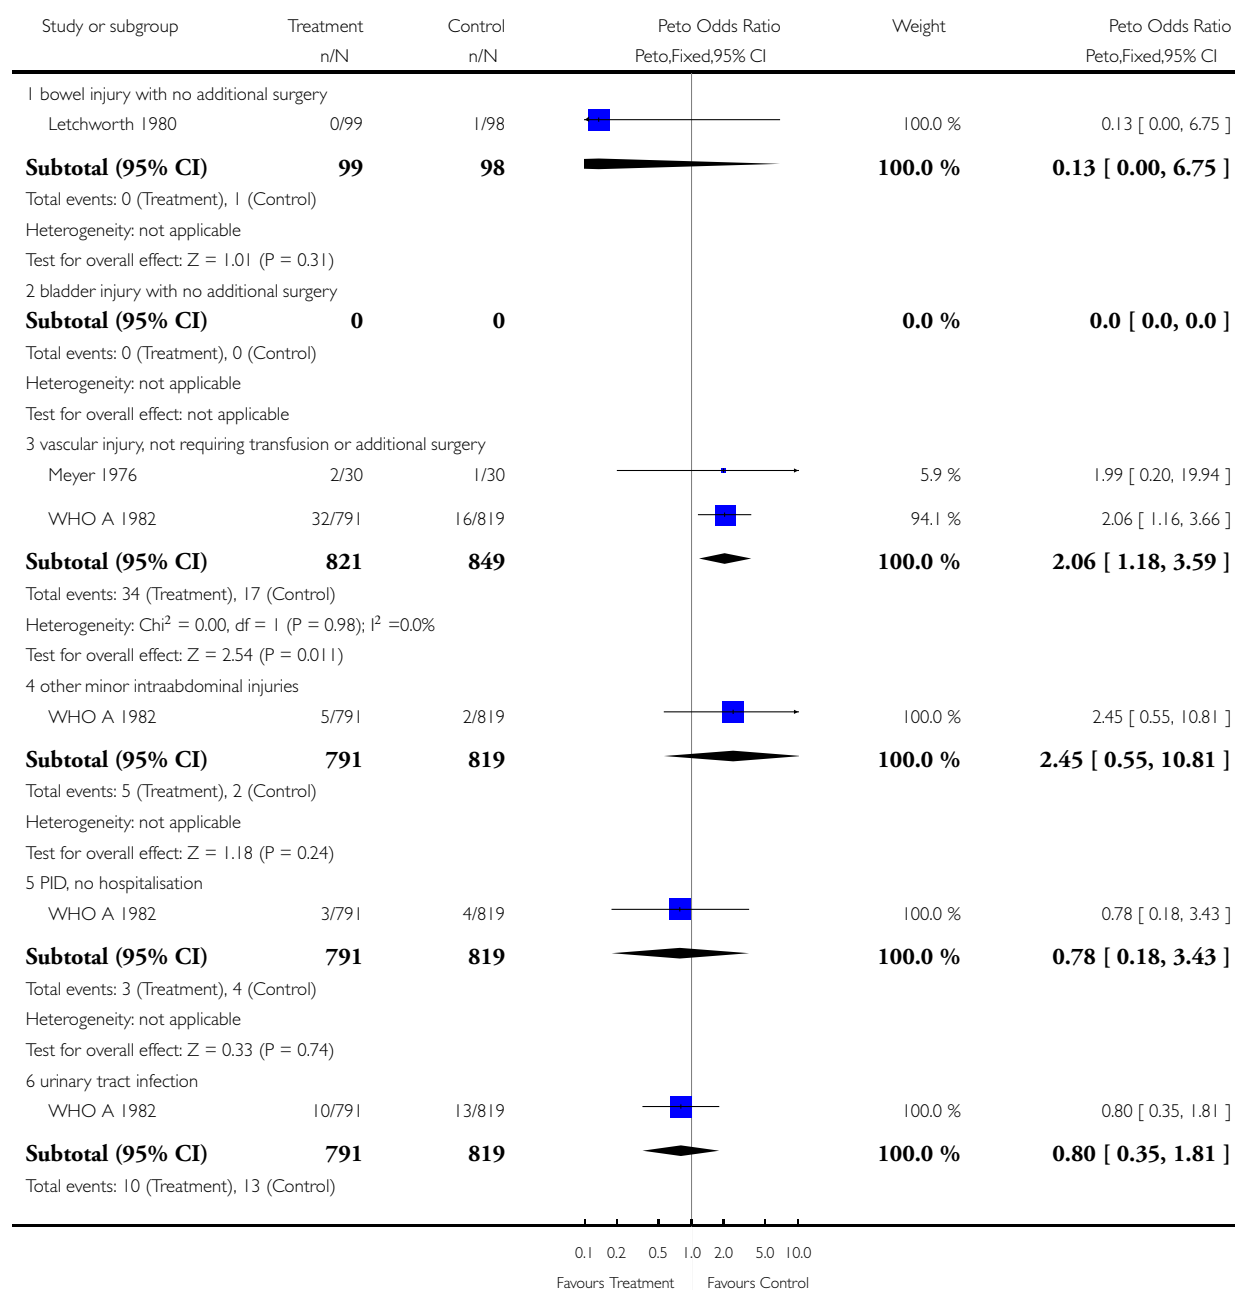 Study or subgroup Treatment Control Peto Odds Ratio Weight Peto Odds Ratio
n/N n/N Peto,Fixed,95% CI Peto,Fixed,95% CI
1 bowel injury with no additional surgery
Letchworth 1980 0/99 1/98 100.0 % 0.13 [ 0.00, 6.75 ]
Subtotal (95% CI) 99 98 100.0 % 0.13 [ 0.00, 6.75 ]
Total events: 0 (Treatment), 1 (Control)
Heterogeneity: not applicable
Test for overall effect: Z = 1.01 (P = 0.31)
2 bladder injury with no additional surgery
Subtotal (95% CI) 0 0 0.0 % 0.0 [ 0.0, 0.0 ]
Total events: 0 (Treatment), 0 (Control)
Heterogeneity: not applicable
Test for overall effect: not applicable
3 vascular injury, not requiring transfusion or additional surgery
Meyer 1976 2/30 1/30 5.9 % 1.99 [ 0.20, 19.94 ]
WHO A 1982 32/791 16/819 94.1 % 2.06 [ 1.16, 3.66 ]
Subtotal (95% CI) 821 849 100.0 % 2.06 [ 1.18, 3.59 ]
Total events: 34 (Treatment), 17 (Control)
Heterogeneity: Chi² = 0.00, df = 1 (P = 0.98); I² =0.0%
Test for overall effect: Z = 2.54 (P = 0.011)
4 other minor intraabdominal injuries
WHO A 1982 5/791 2/819 100.0 % 2.45 [ 0.55, 10.81 ]
Subtotal (95% CI) 791 819 100.0 % 2.45 [ 0.55, 10.81 ]
Total events: 5 (Treatment), 2 (Control)
Heterogeneity: not applicable
Test for overall effect: Z = 1.18 (P = 0.24)
5 PID, no hospitalisation
WHO A 1982 3/791 4/819 100.0 % 0.78 [ 0.18, 3.43 ]
Subtotal (95% CI) 791 819 100.0 % 0.78 [ 0.18, 3.43 ]
Total events: 3 (Treatment), 4 (Control)
Heterogeneity: not applicable
Test for overall effect: Z = 0.33 (P = 0.74)
6 urinary tract infection
WHO A 1982 10/791 13/819 100.0 % 0.80 [ 0.35, 1.81 ]
Subtotal (95% CI) 791 819 100.0 % 0.80 [ 0.35, 1.81 ]
Total events: 10 (Treatment), 13 (Control)
0.1 0.2 0.5 1.0 2.0 5.0 10.0
Favours Treatment Favours Control